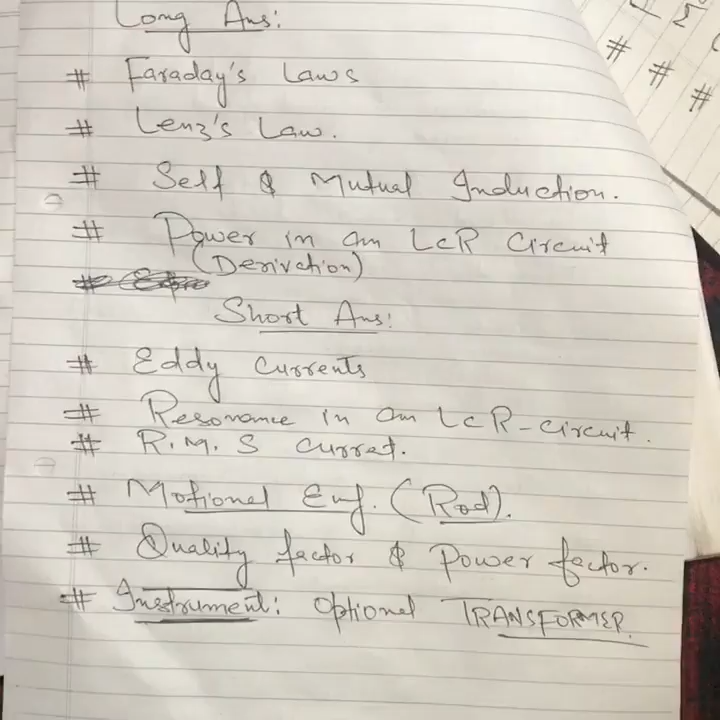 Long Ans:
# Faraday's Laws
# Lenz's Law.
# Self & Mutual Induction.
# Power in an LCR Circuit
(Derivation)
#
Short Ans:
# Eddy Currents
# Resonance in an LCR-circuit.
# R.M.S curret.
# Motional Emf. (Rod).
# Quality factor & Power factor.
# Instrument: optional TRANSFORMER.
#
#
#